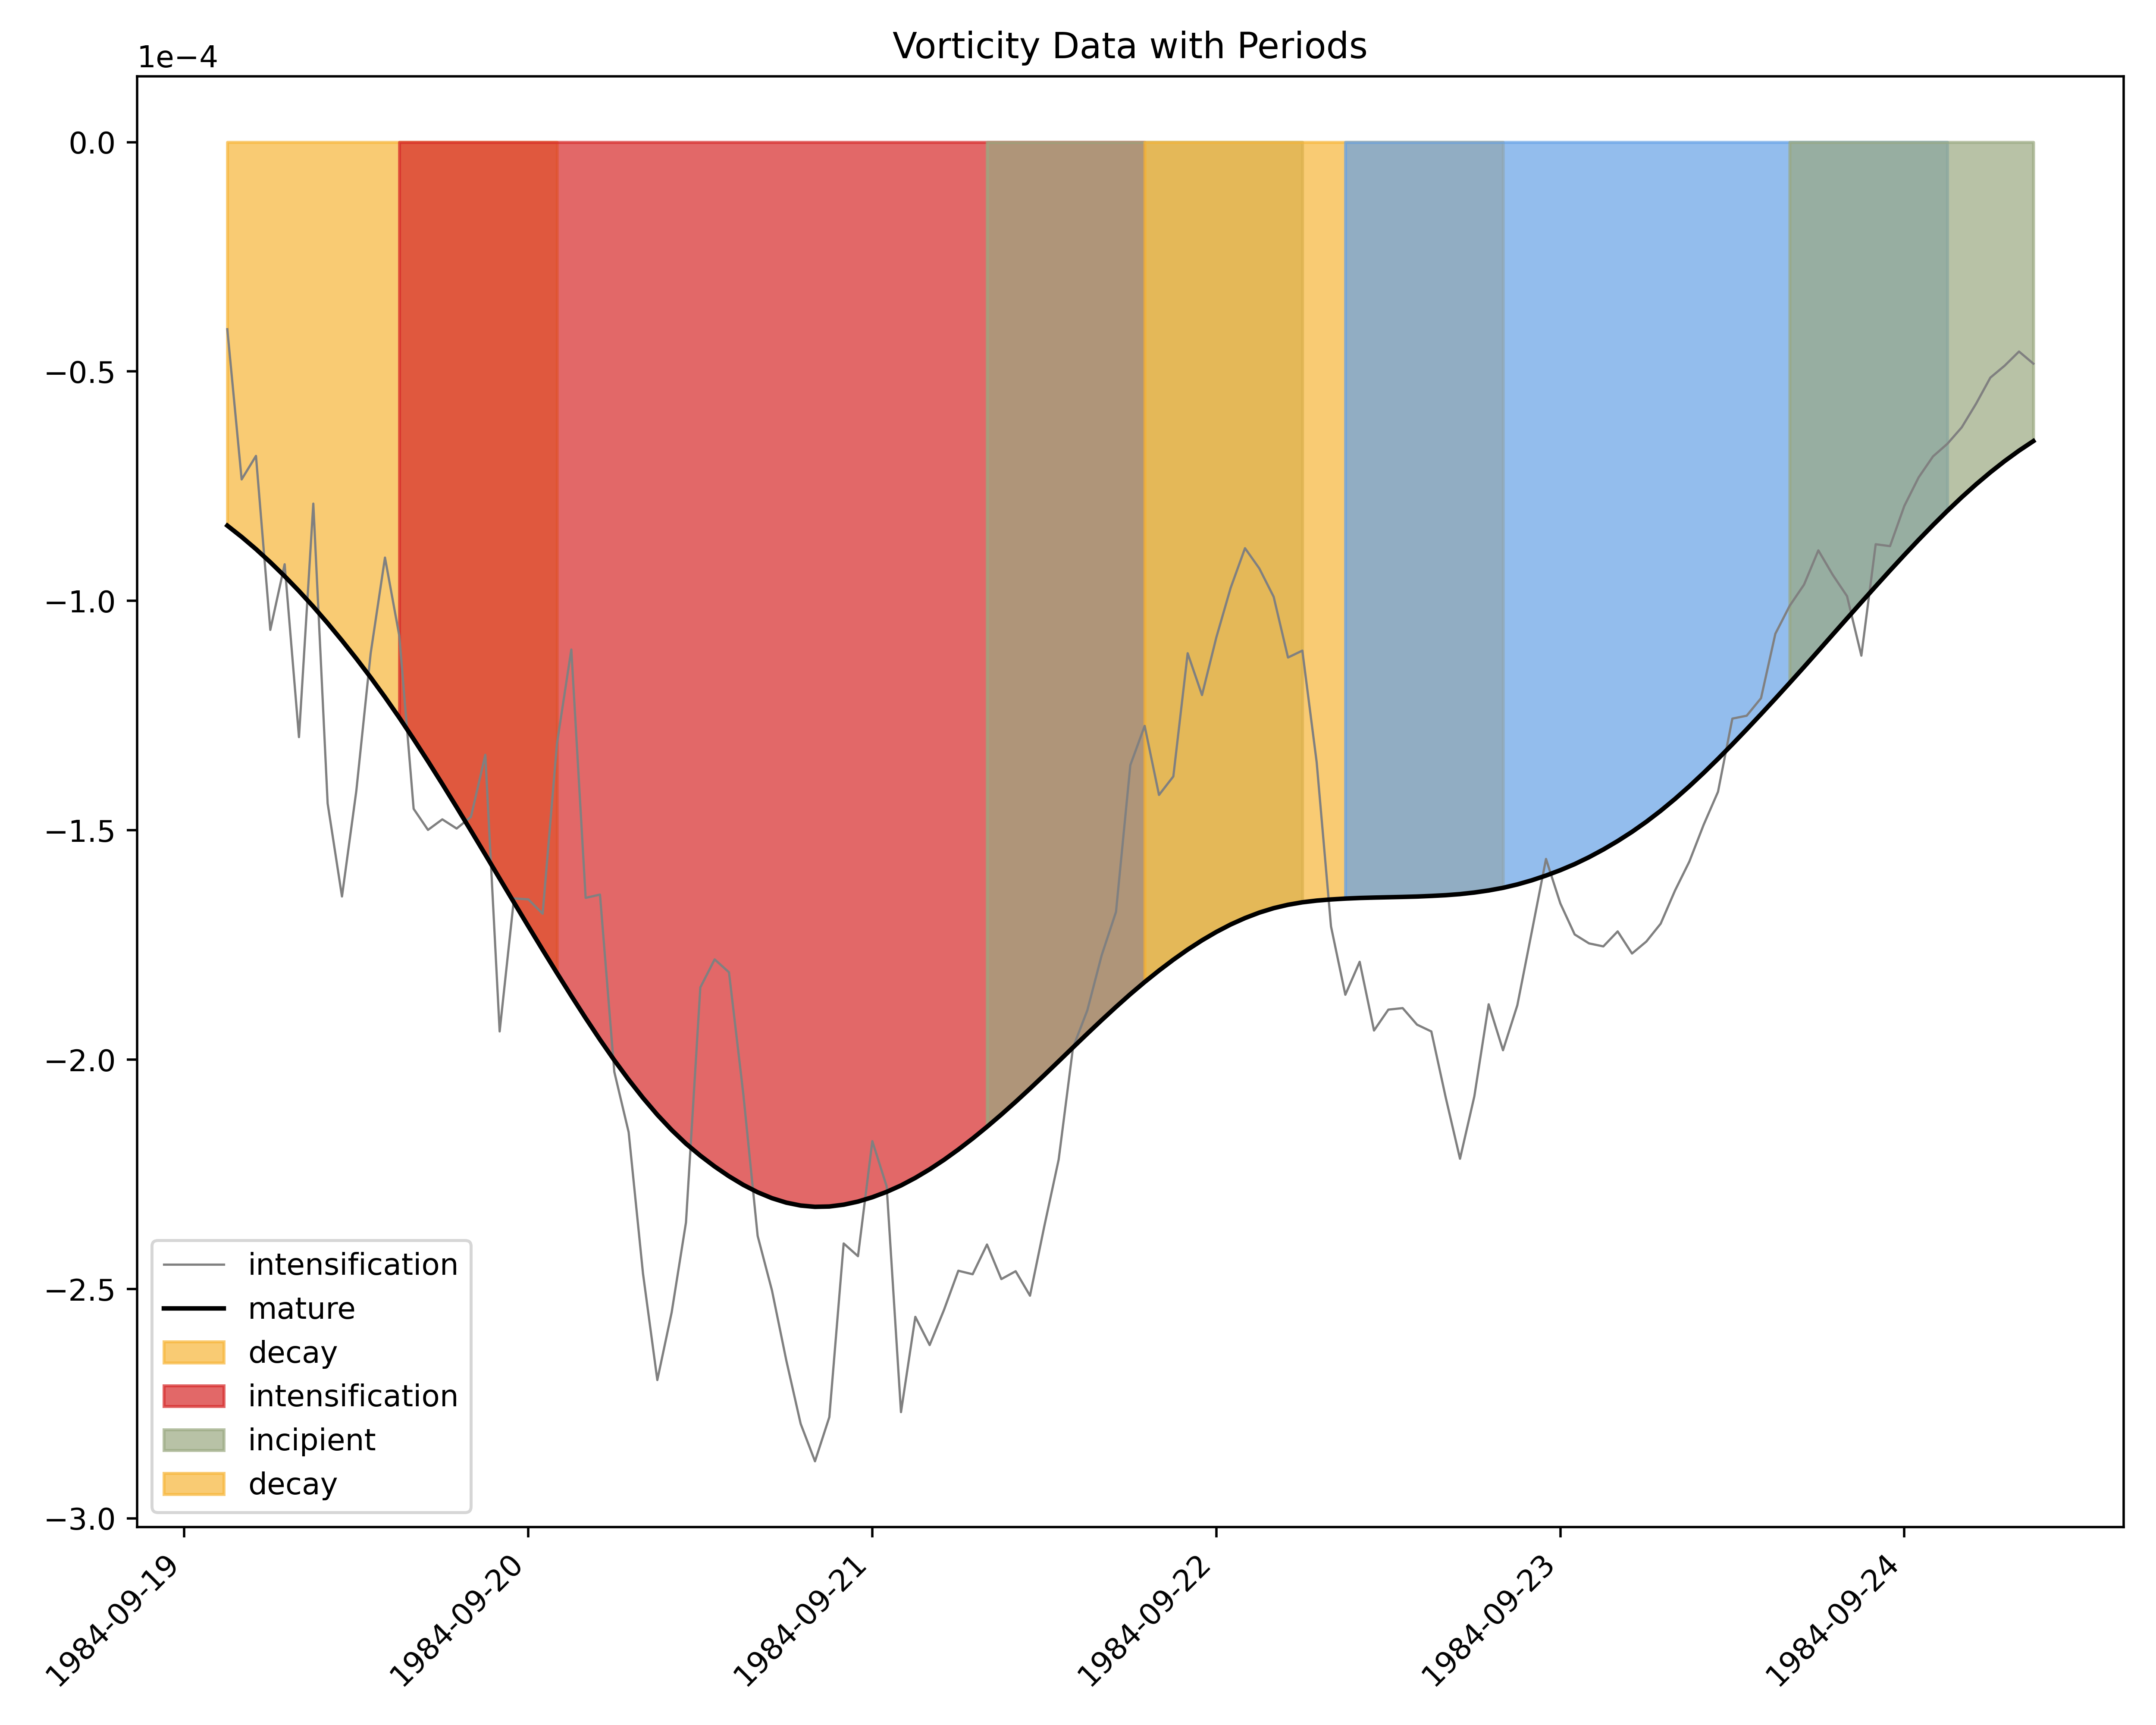 Vorticity Data with Periods
1e−4
0.0
−0.5
−1.0
−1.5
−2.0
−2.5
−3.0
intensification
mature
decay
intensification
incipient
decay
1984-09-19
1984-09-20
1984-09-21
1984-09-22
1984-09-23
1984-09-24